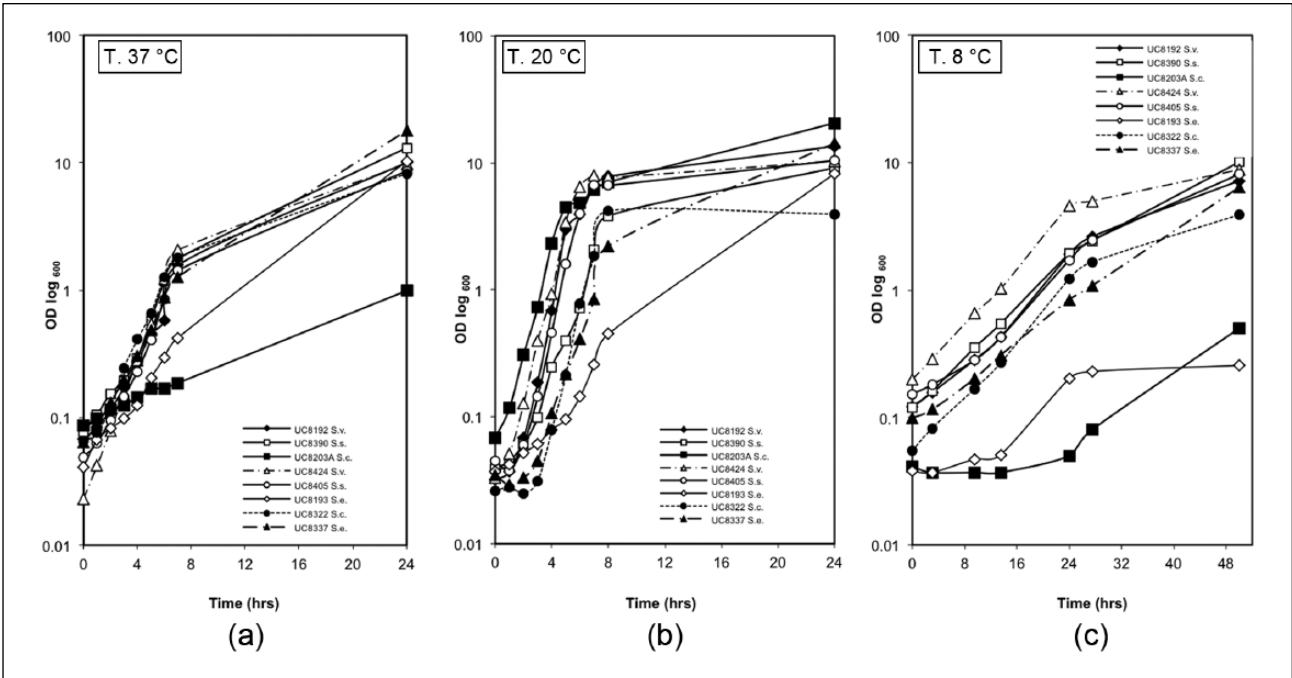 T. 37 °C
100
10
1
0.1
0.01
OD log 600
0
4
8
12
16
20
24
Time (hrs)
UC8192 S.v.
UC8390 S.s.
UC8203A S.c.
UC8424 S.v.
UC8405 S.s.
UC8193 S.e.
UC8322 S.c.
UC8337 S.e.
(a)
T. 20 °C
100
10
1
0.1
0.01
OD log 600
0
4
8
12
16
20
24
Time (hrs)
UC8192 S.v.
UC8390 S.s.
UC8203A S.c.
UC8424 S.v.
UC8405 S.s.
UC8193 S.e.
UC8322 S.c.
UC8337 S.e.
(b)
T. 8 °C
100
10
1
0.1
0.01
OD log 600
0
8
16
24
32
40
48
Time (hrs)
UC8192 S.v.
UC8390 S.s.
UC8203A S.c.
UC8424 S.v.
UC8405 S.s.
UC8193 S.e.
UC8322 S.c.
UC8337 S.e.
(c)